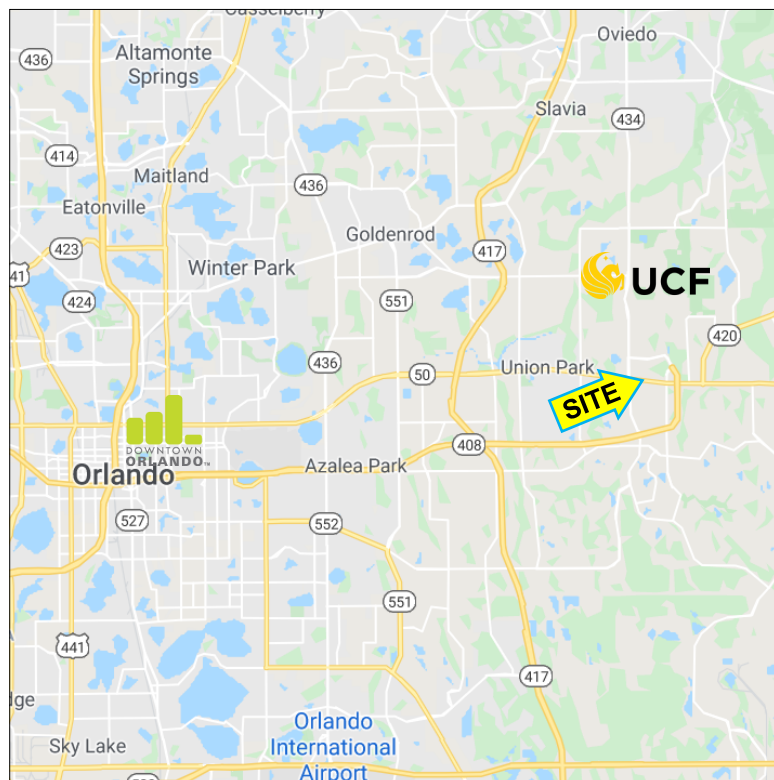 Casselberry
Oviedo
436
Altamonte
Springs
Slavia
434
414
Maitland
436
Eatonville
Goldenrod
423
417
41
Winter Park
UCF
424
551
420
436
50
Union Park
SITE
DOWNTOWN
ORLANDO™
408
Azalea Park
Orlando
527
552
551
441
417
dge
Orlando
International
Airport
Sky Lake